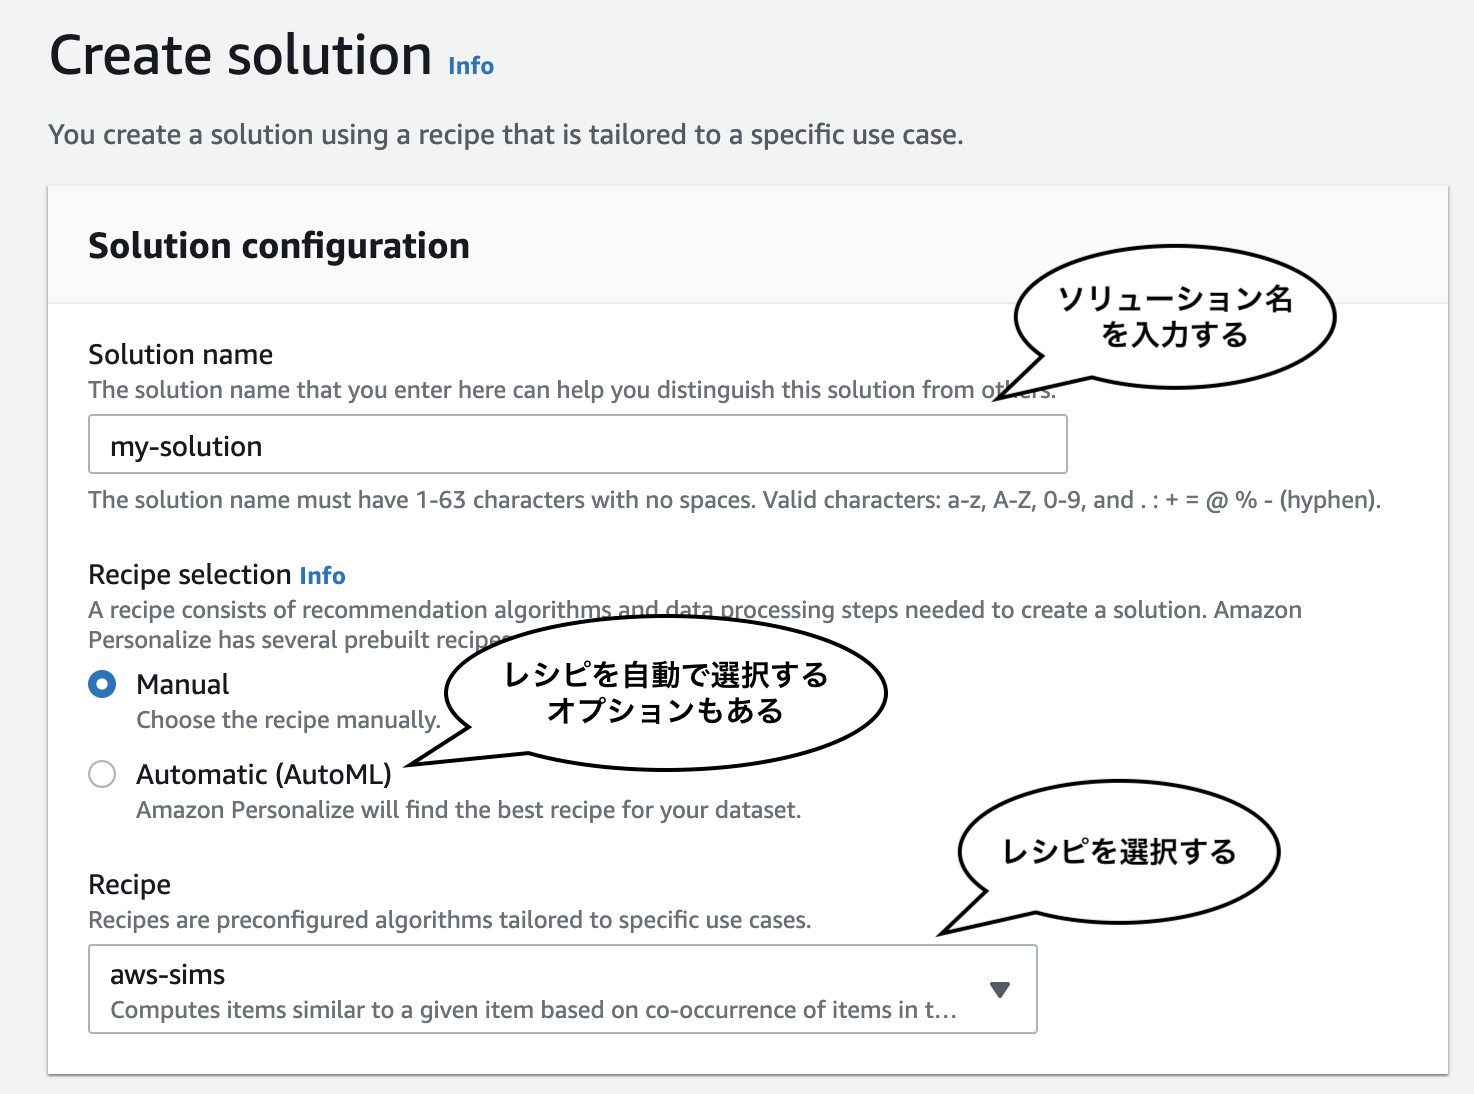 Create solution Info
You create a solution using a recipe that is tailored to a specific use case.
Solution configuration
ソリューション名
を入力する
Solution name
The solution name that you enter here can help you distinguish this solution from others.
my-solution
The solution name must have 1-63 characters with no spaces. Valid characters: a-z, A-Z, 0-9, and . : + = @ % - (hyphen).
Recipe selection Info
A recipe consists of recommendation algorithms and data processing steps needed to create a solution. Amazon
Personalize has several prebuilt recipes
レシピを自動で選択する
オプションもある
Manual
Choose the recipe manually.
Automatic (AutoML)
Amazon Personalize will find the best recipe for your dataset.
レシピを選択する
Recipe
Recipes are preconfigured algorithms tailored to specific use cases.
aws-sims
Computes items similar to a given item based on co-occurrence of items in t...